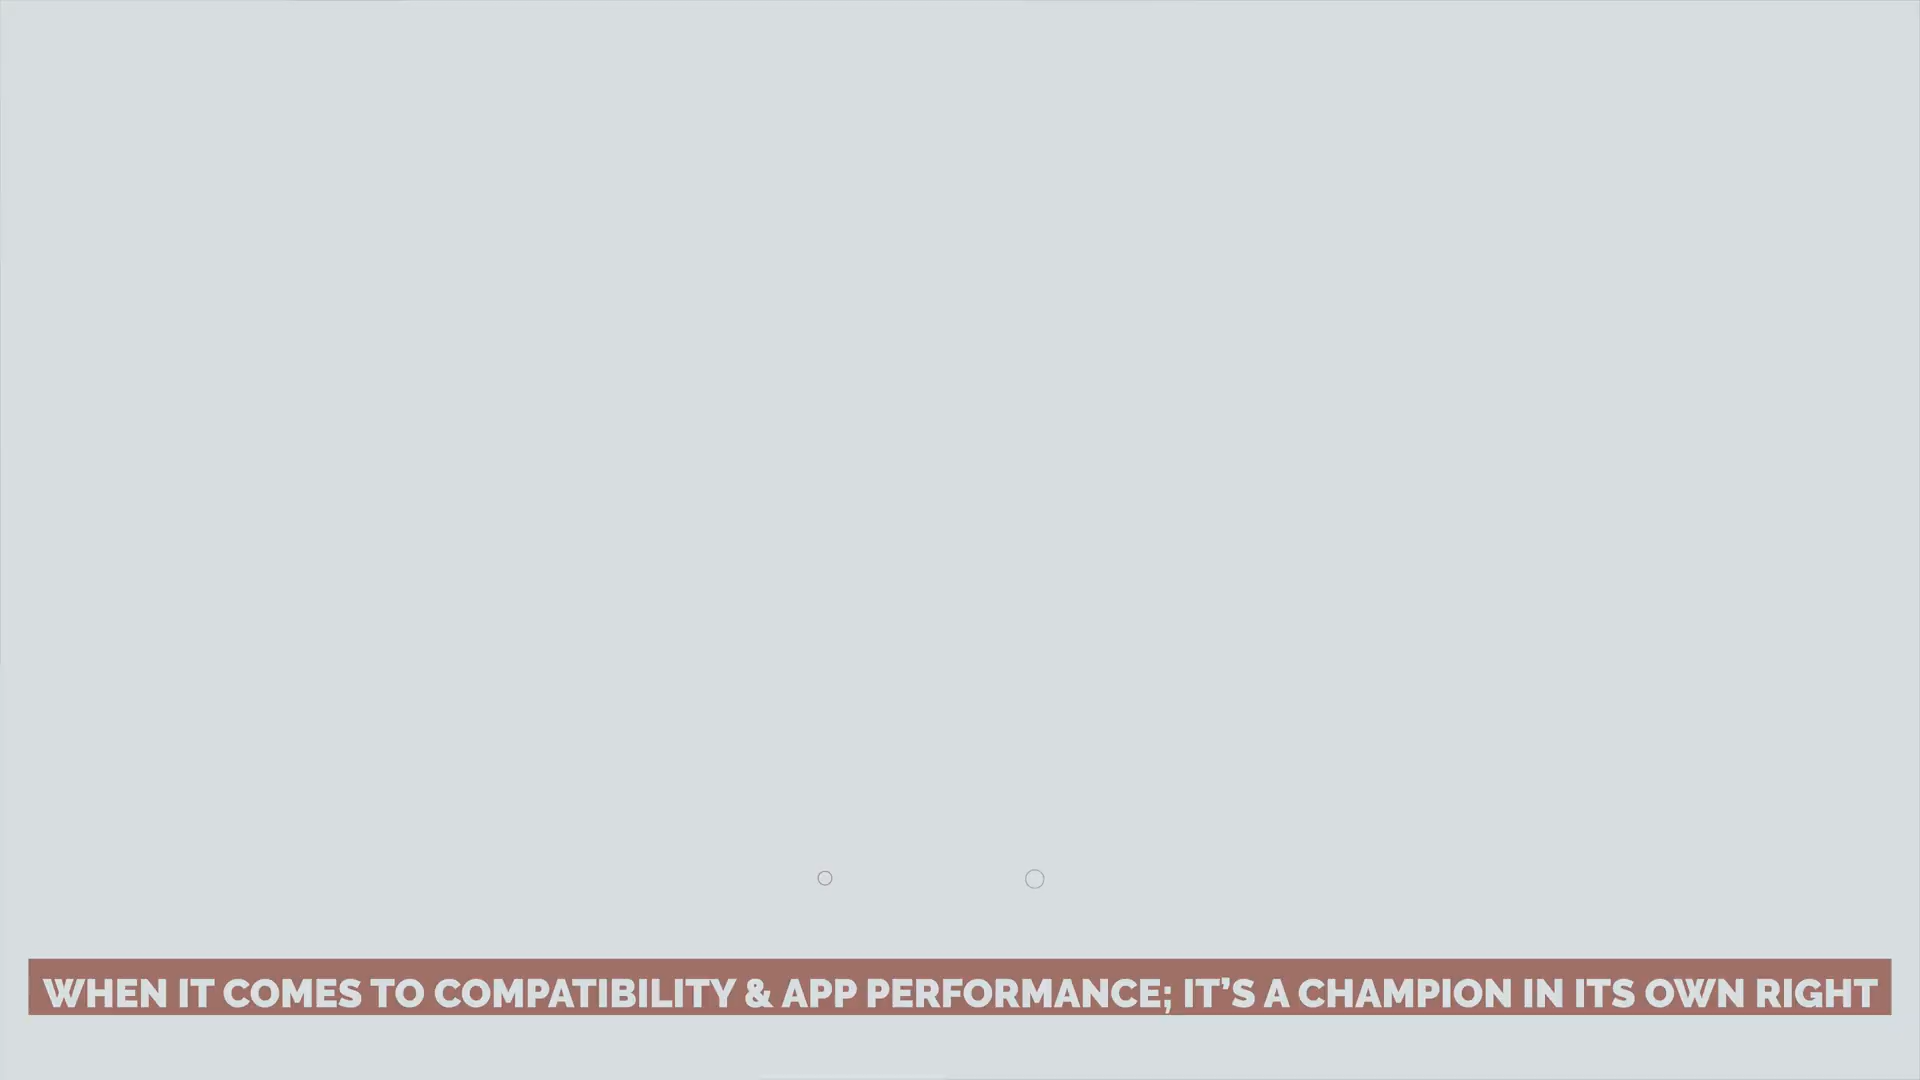 WHEN IT COMES TO COMPATIBILITY & APP PERFORMANCE; IT’S A CHAMPION IN ITS OWN RIGHT